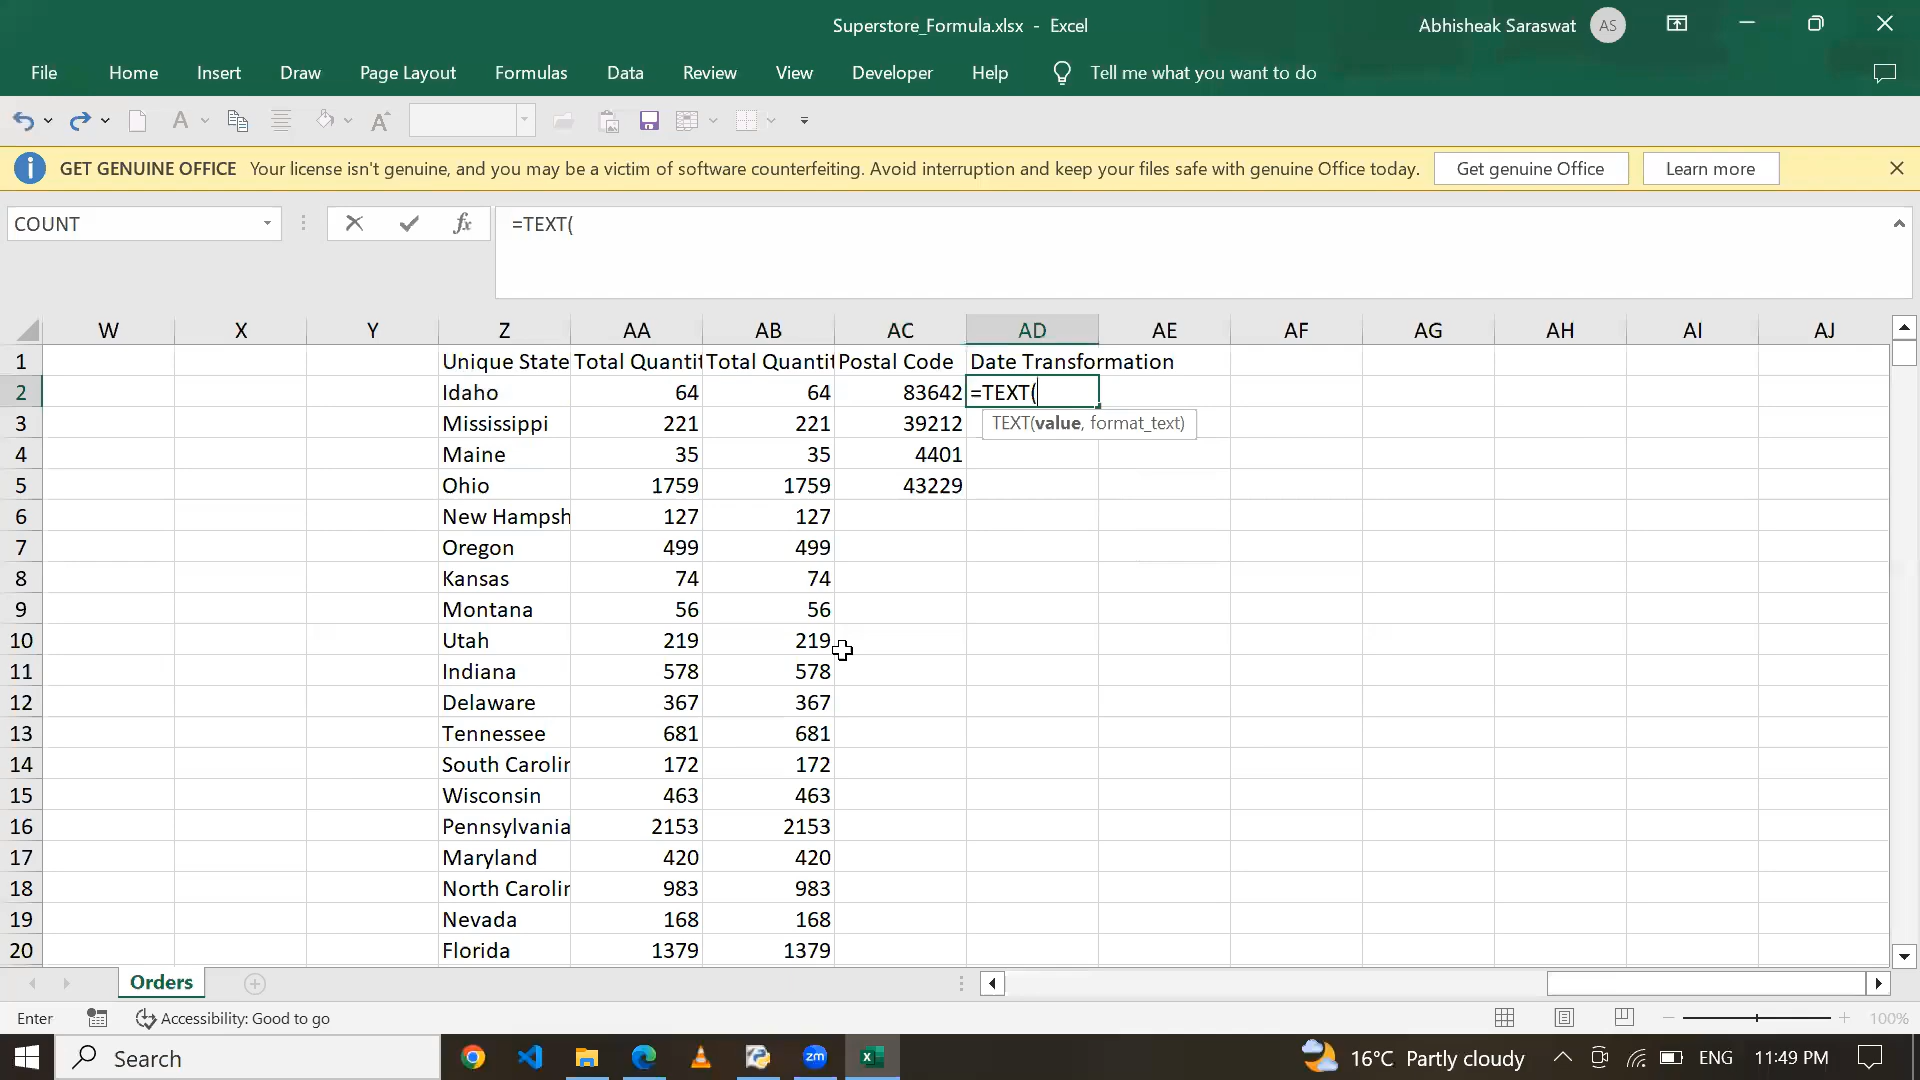 Superstore_Formula.xlsx - Excel
Abhisheak Saraswat AS
File Home Insert Draw Page Layout Formulas Data Review View Developer Help Tell me what you want to do
GET GENUINE OFFICE Your license isn't genuine, and you may be a victim of software counterfeiting. Avoid interruption and keep your files safe with genuine Office today. Get genuine Office Learn more
COUNT fx =TEXT(
W X Y Z AA AB AC AD AE AF AG AH AI AJ
1 Unique State Total Quantit Total Quantit Postal Code Date Transformation
2 Idaho 64 64 83642 =TEXT(
3 Mississippi 221 221 39212 TEXT(value, format_text)
4 Maine 35 35 4401
5 Ohio 1759 1759 43229
6 New Hampsh 127 127
7 Oregon 499 499
8 Kansas 74 74
9 Montana 56 56
10 Utah 219 219
11 Indiana 578 578
12 Delaware 367 367
13 Tennessee 681 681
14 South Carolin 172 172
15 Wisconsin 463 463
16 Pennsylvania 2153 2153
17 Maryland 420 420
18 North Carolin 983 983
19 Nevada 168 168
20 Florida 1379 1379
Orders
Enter Accessibility: Good to go 100%
Search zm 16°C Partly cloudy ENG 11:49 PM